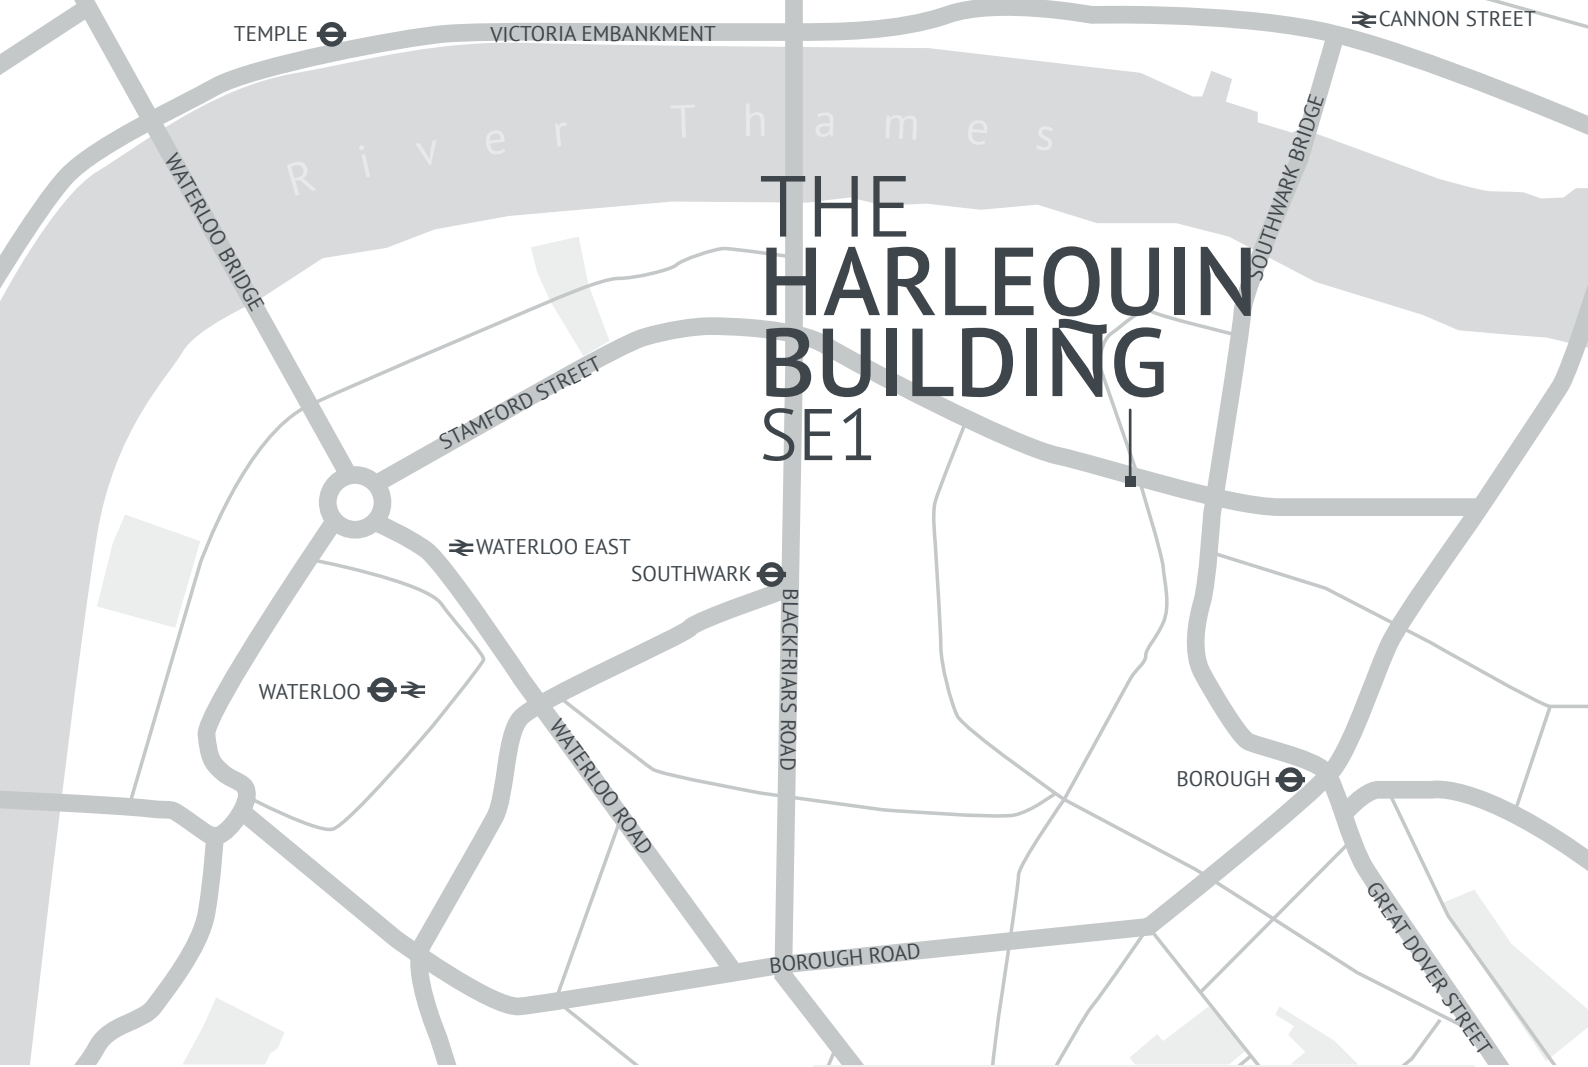 CANNON STREET
TEMPLE
VICTORIA EMBANKMENT
River Thames
SOUTHWARK BRIDGE
WATERLOO BRIDGE
THE
HARLEQUIN
BUILDING
SE1
STAMFORD STREET
WATERLOO EAST
SOUTHWARK
BLACKFRIARS ROAD
WATERLOO
WATERLOO ROAD
BOROUGH
GREAT DOVER STREET
BOROUGH ROAD